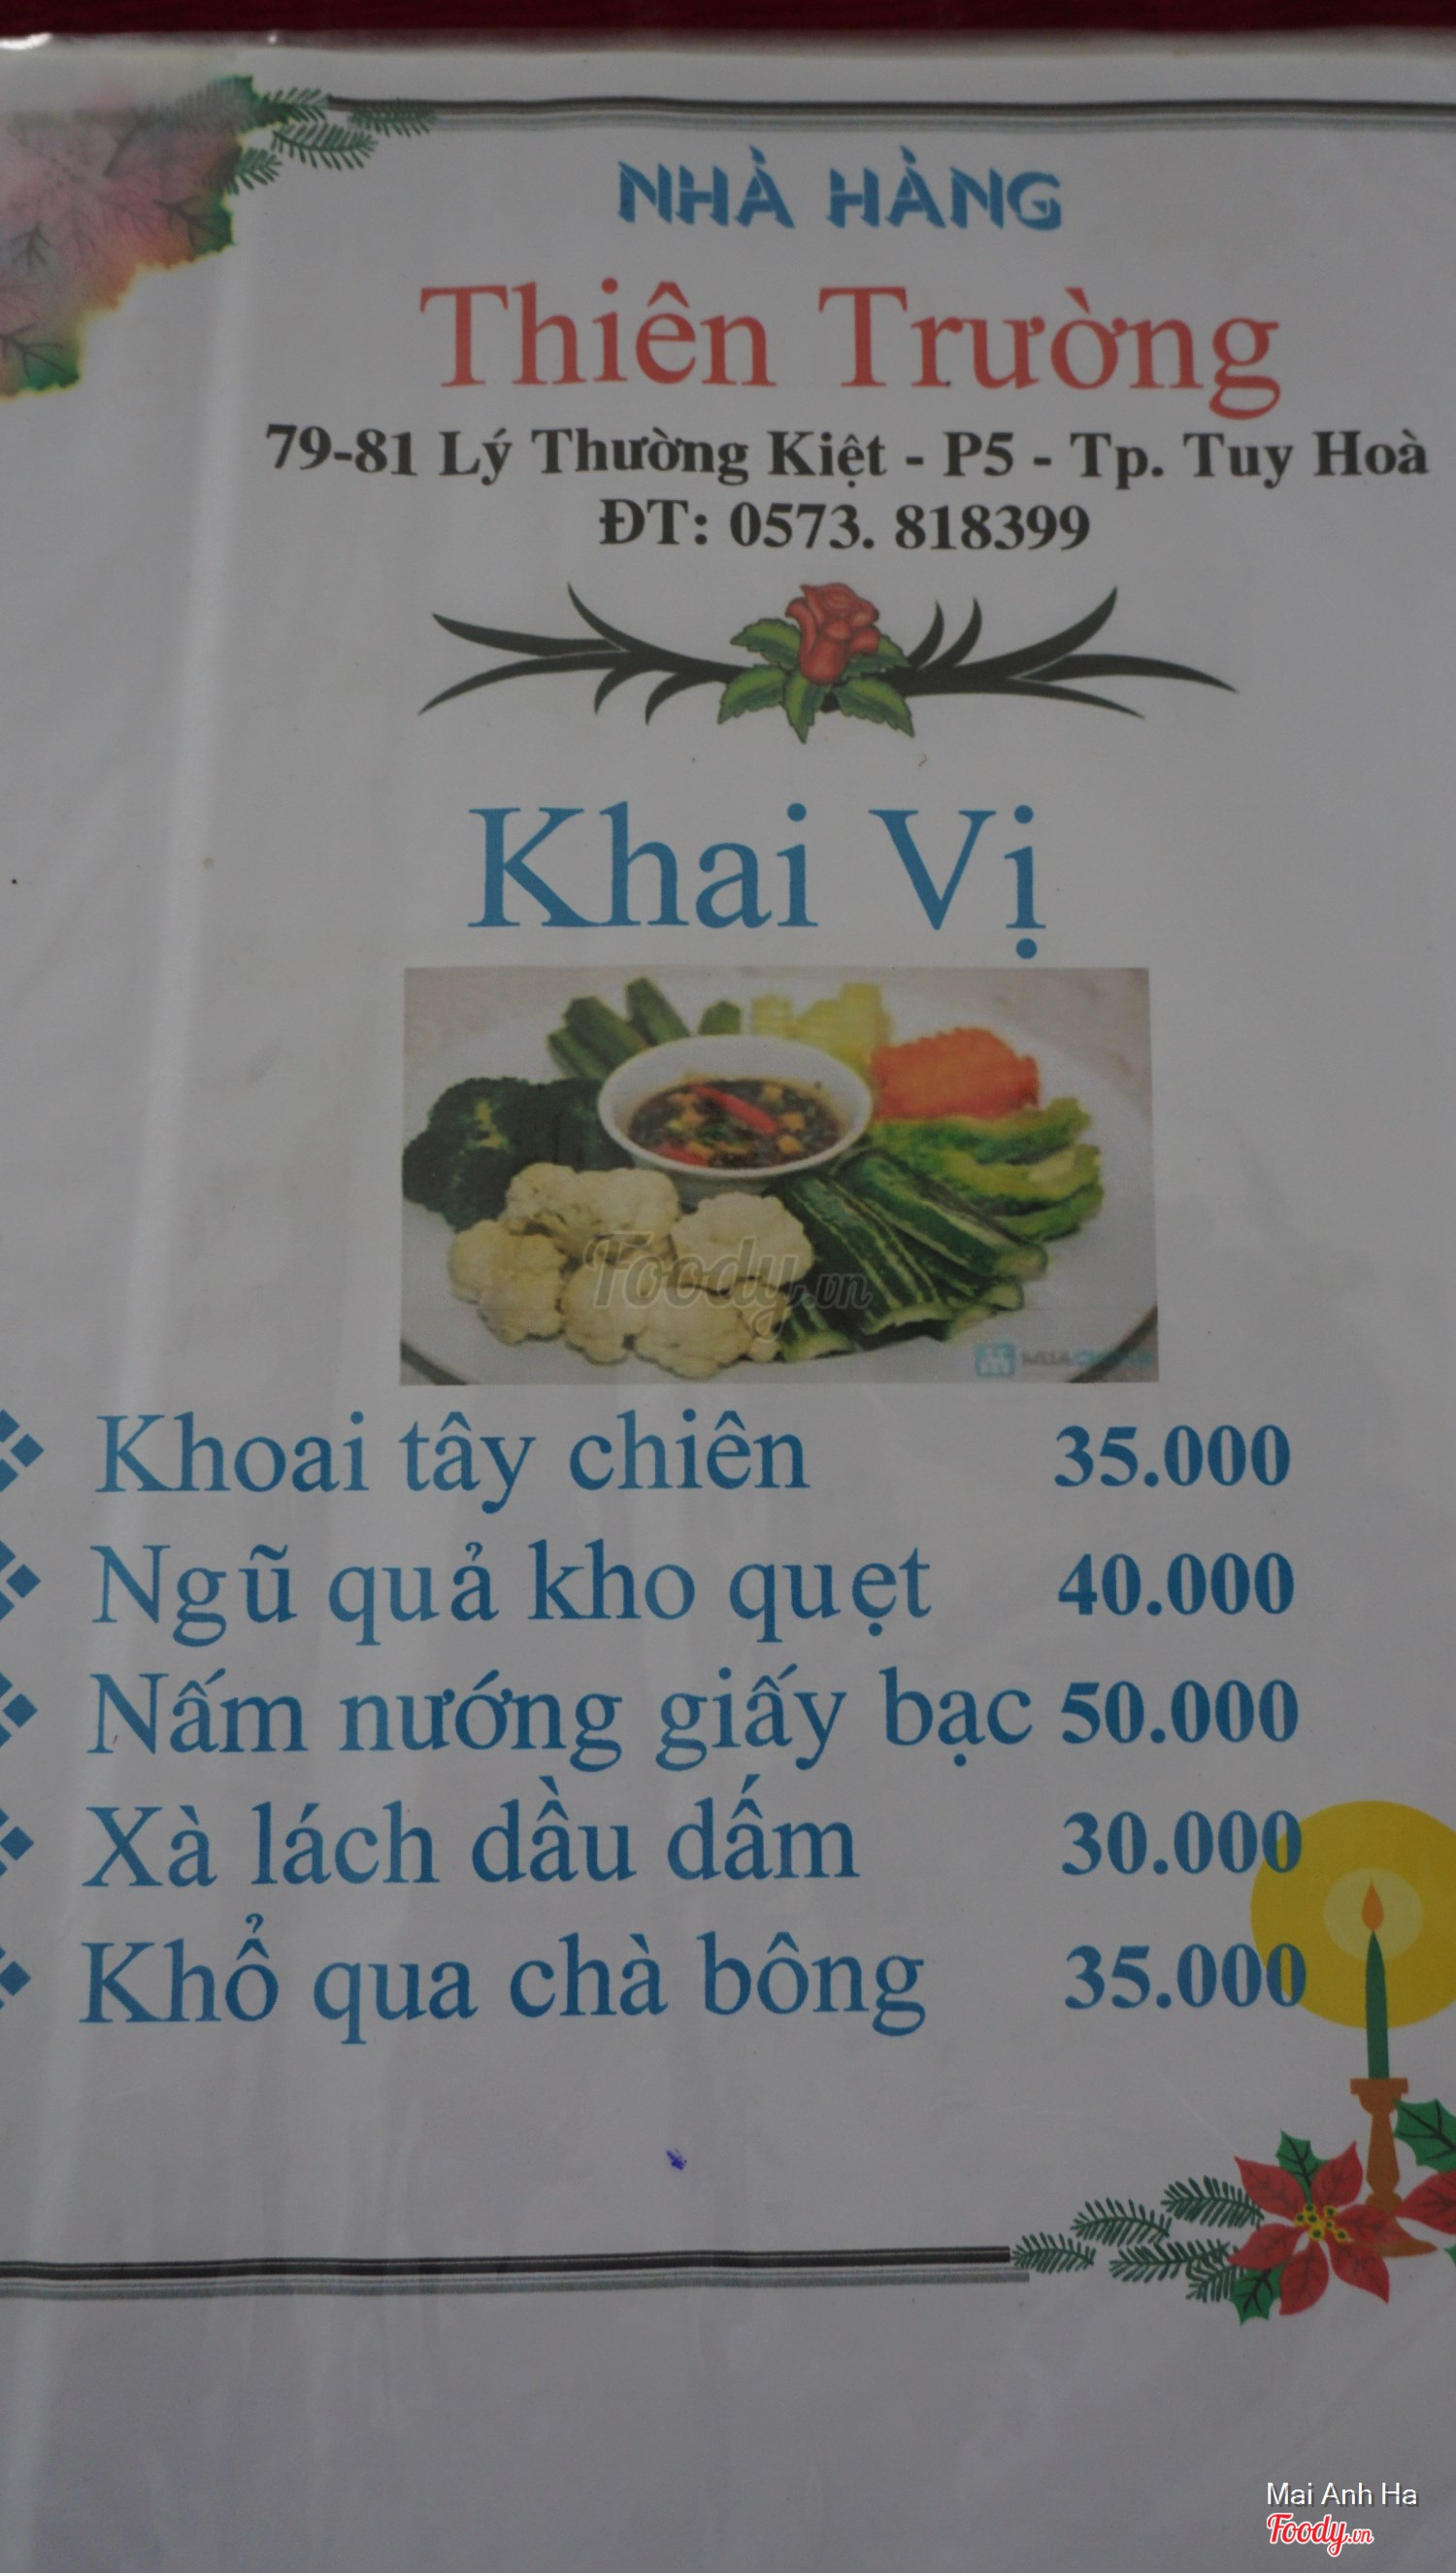 NHÀ HÀNG
Thiên Trường
79-81 Lý Thường Kiệt - P5 - Tp. Tuy Hoà
ĐT: 0573. 818399
Khai Vị
Foody.vn
Khoai tây chiên 35.000
Ngũ quả kho quẹt 40.000
Nấm nướng giấy bạc 50.000
Xà lách dầu dấm 30.000
Khổ qua chà bông 35.000
Mai Anh Ha
Foody.vn